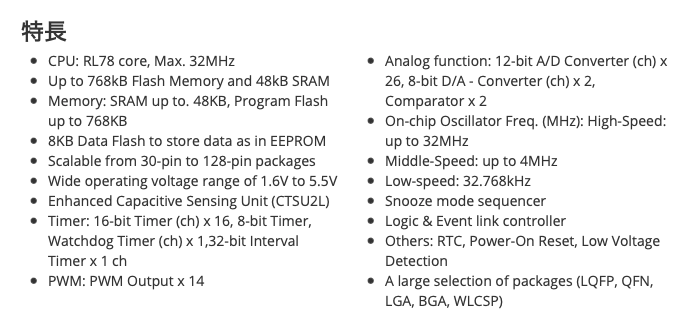 特長
CPU: RL78 core, Max. 32MHz
Up to 768kB Flash Memory and 48kB SRAM
Memory: SRAM up to. 48KB, Program Flash
up to 768KB
8KB Data Flash to store data as in EEPROM
Scalable from 30-pin to 128-pin packages
Wide operating voltage range of 1.6V to 5.5V
Enhanced Capacitive Sensing Unit (CTSU2L)
Timer: 16-bit Timer (ch) x 16, 8-bit Timer,
Watchdog Timer (ch) x 1,32-bit Interval
Timer x 1 ch
PWM: PWM Output x 14
Analog function: 12-bit A/D Converter (ch) x
26, 8-bit D/A - Converter (ch) x 2,
Comparator x 2
On-chip Oscillator Freq. (MHz): High-Speed:
up to 32MHz
Middle-Speed: up to 4MHz
Low-speed: 32.768kHz
Snooze mode sequencer
Logic & Event link controller
Others: RTC, Power-On Reset, Low Voltage
Detection
A large selection of packages (LQFP, QFN,
LGA, BGA, WLCSP)